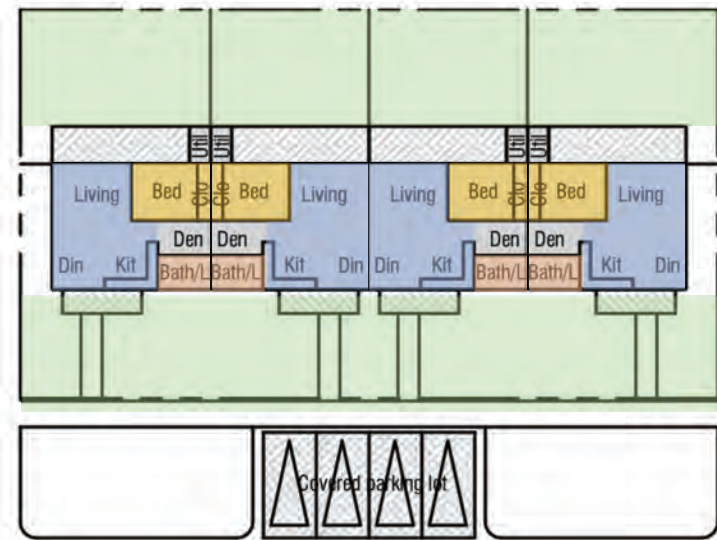 Util Util Util Util
Living Bed Clo Clo Bed Living Living Bed Clo Clo Bed Living
Den Den Den Den
Din Kit Bath/L Bath/L Kit Din Din Kit Bath/L Bath/L Kit Din
Covered parking lot